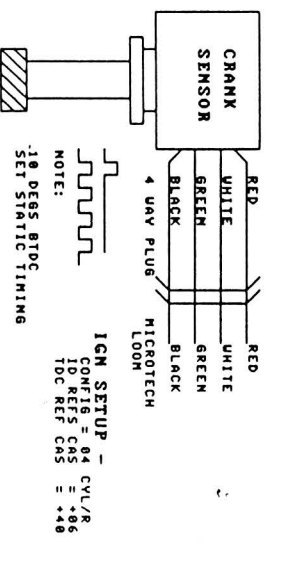 CRANK
SENSOR
RED
WHITE
GREEN
BLACK
4 WAY PLUG
RED
WHITE
GREEN
BLACK
MICROTECH
LOOM
NOTE:
10 DEGS BTDC
SET STATIC TIMING
IGN SETUP -
CONFIG = 04 CYL/R
ID REFS CAS = +06
TDC REF CAS = +40